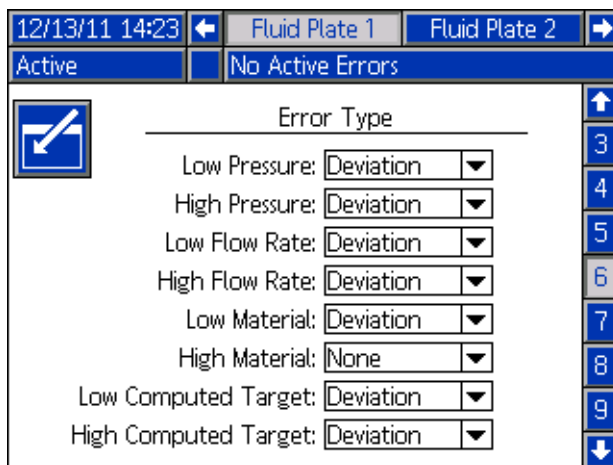 12/13/11 14:23 Fluid Plate 1 Fluid Plate 2
Active No Active Errors
Error Type
Low Pressure: Deviation
High Pressure: Deviation
Low Flow Rate: Deviation
High Flow Rate: Deviation
Low Material: Deviation
High Material: None
Low Computed Target: Deviation
High Computed Target: Deviation
3
4
5
6
7
8
9